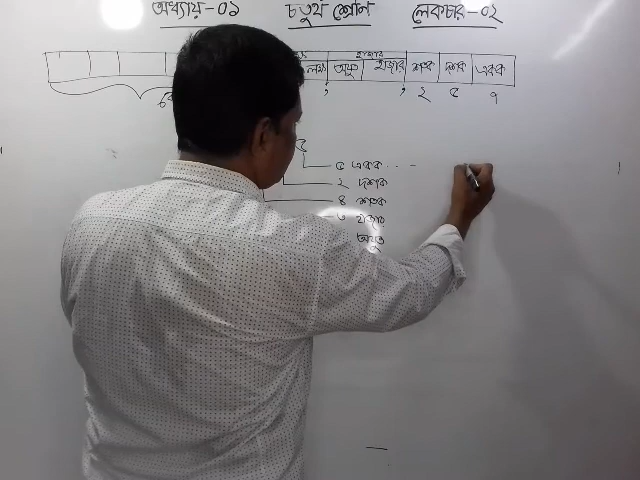 অধ্যায়-০১ চতুর্থ শ্রেনি লেকচার-০২
হাজার
লক্ষ অযুত হাজার শতক দশক একক
, , ২ ৫ ৭
৫
৫ একক
২ দশক
৪ শতক
৩ হাজার
অযুত